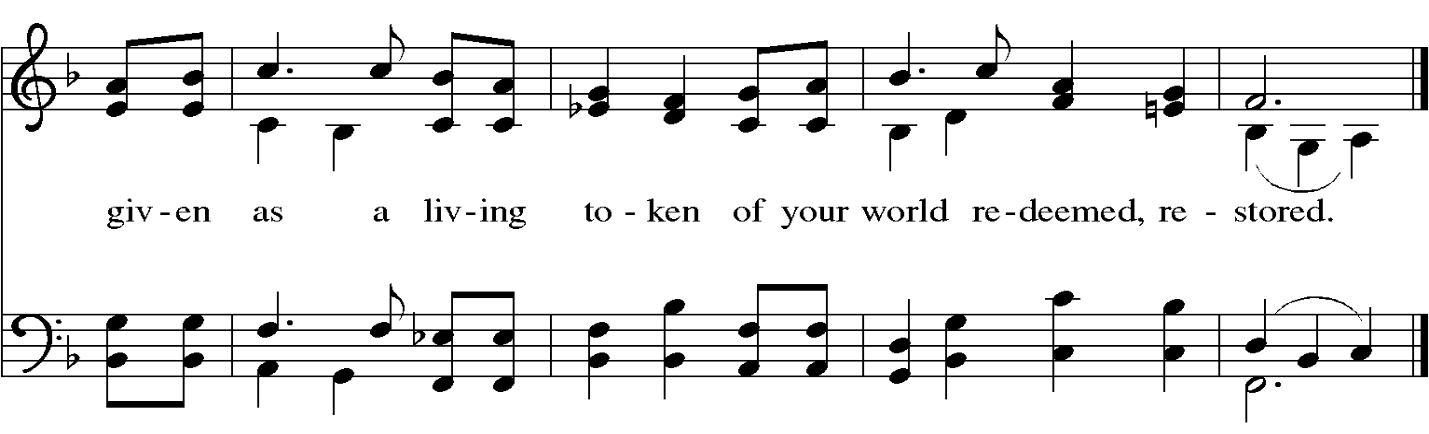 giv-en as a liv-ing to-ken of your world re-deemed, re-stored.